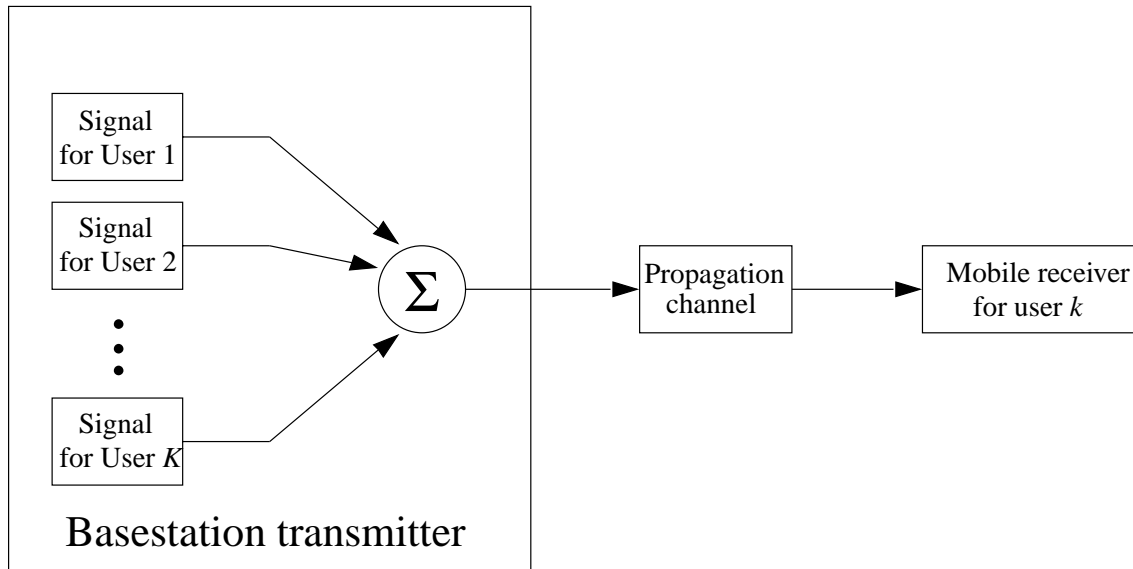 Signal
for User 1
Signal
for User 2
Signal
for User K
Σ
Basestation transmitter
Propagation
channel
Mobile receiver
for user k